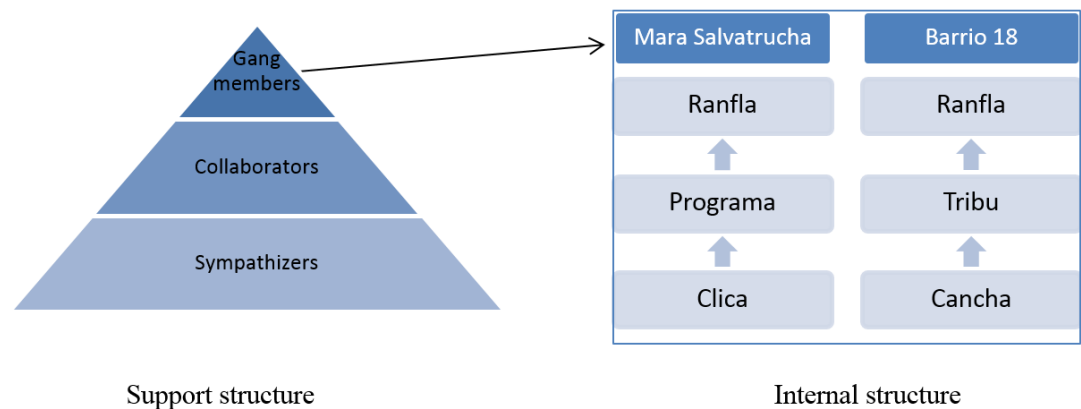 Gang
members
Collaborators
Sympathizers
Support structure
Mara Salvatrucha
Barrio 18
Ranfla
Ranfla
Programa
Tribu
Clica
Cancha
Internal structure